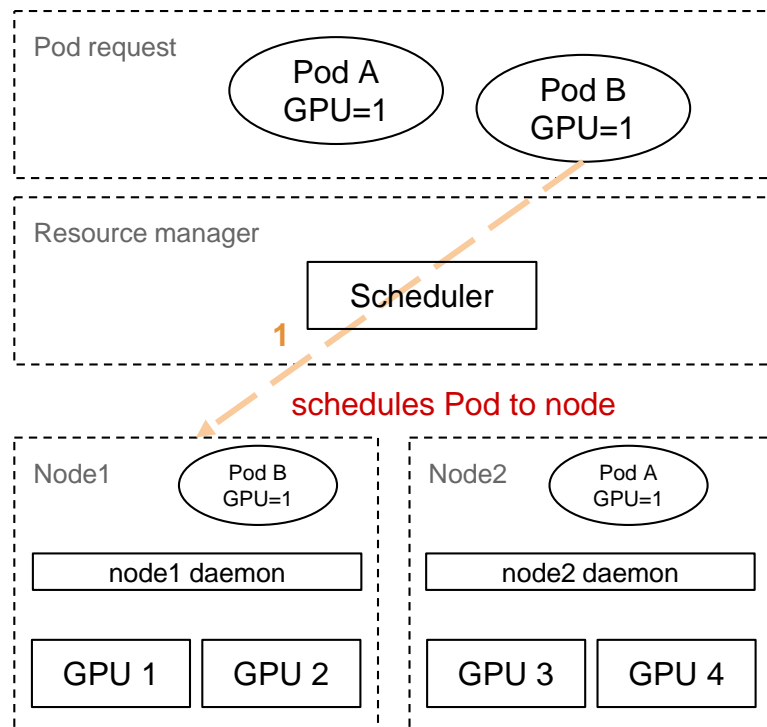 Pod request
Pod A
GPU=1
Pod B
GPU=1
Resource manager
Scheduler
1
schedules Pod to node
Node1
Pod B
GPU=1
node1 daemon
GPU 1
GPU 2
Node2
Pod A
GPU=1
node2 daemon
GPU 3
GPU 4